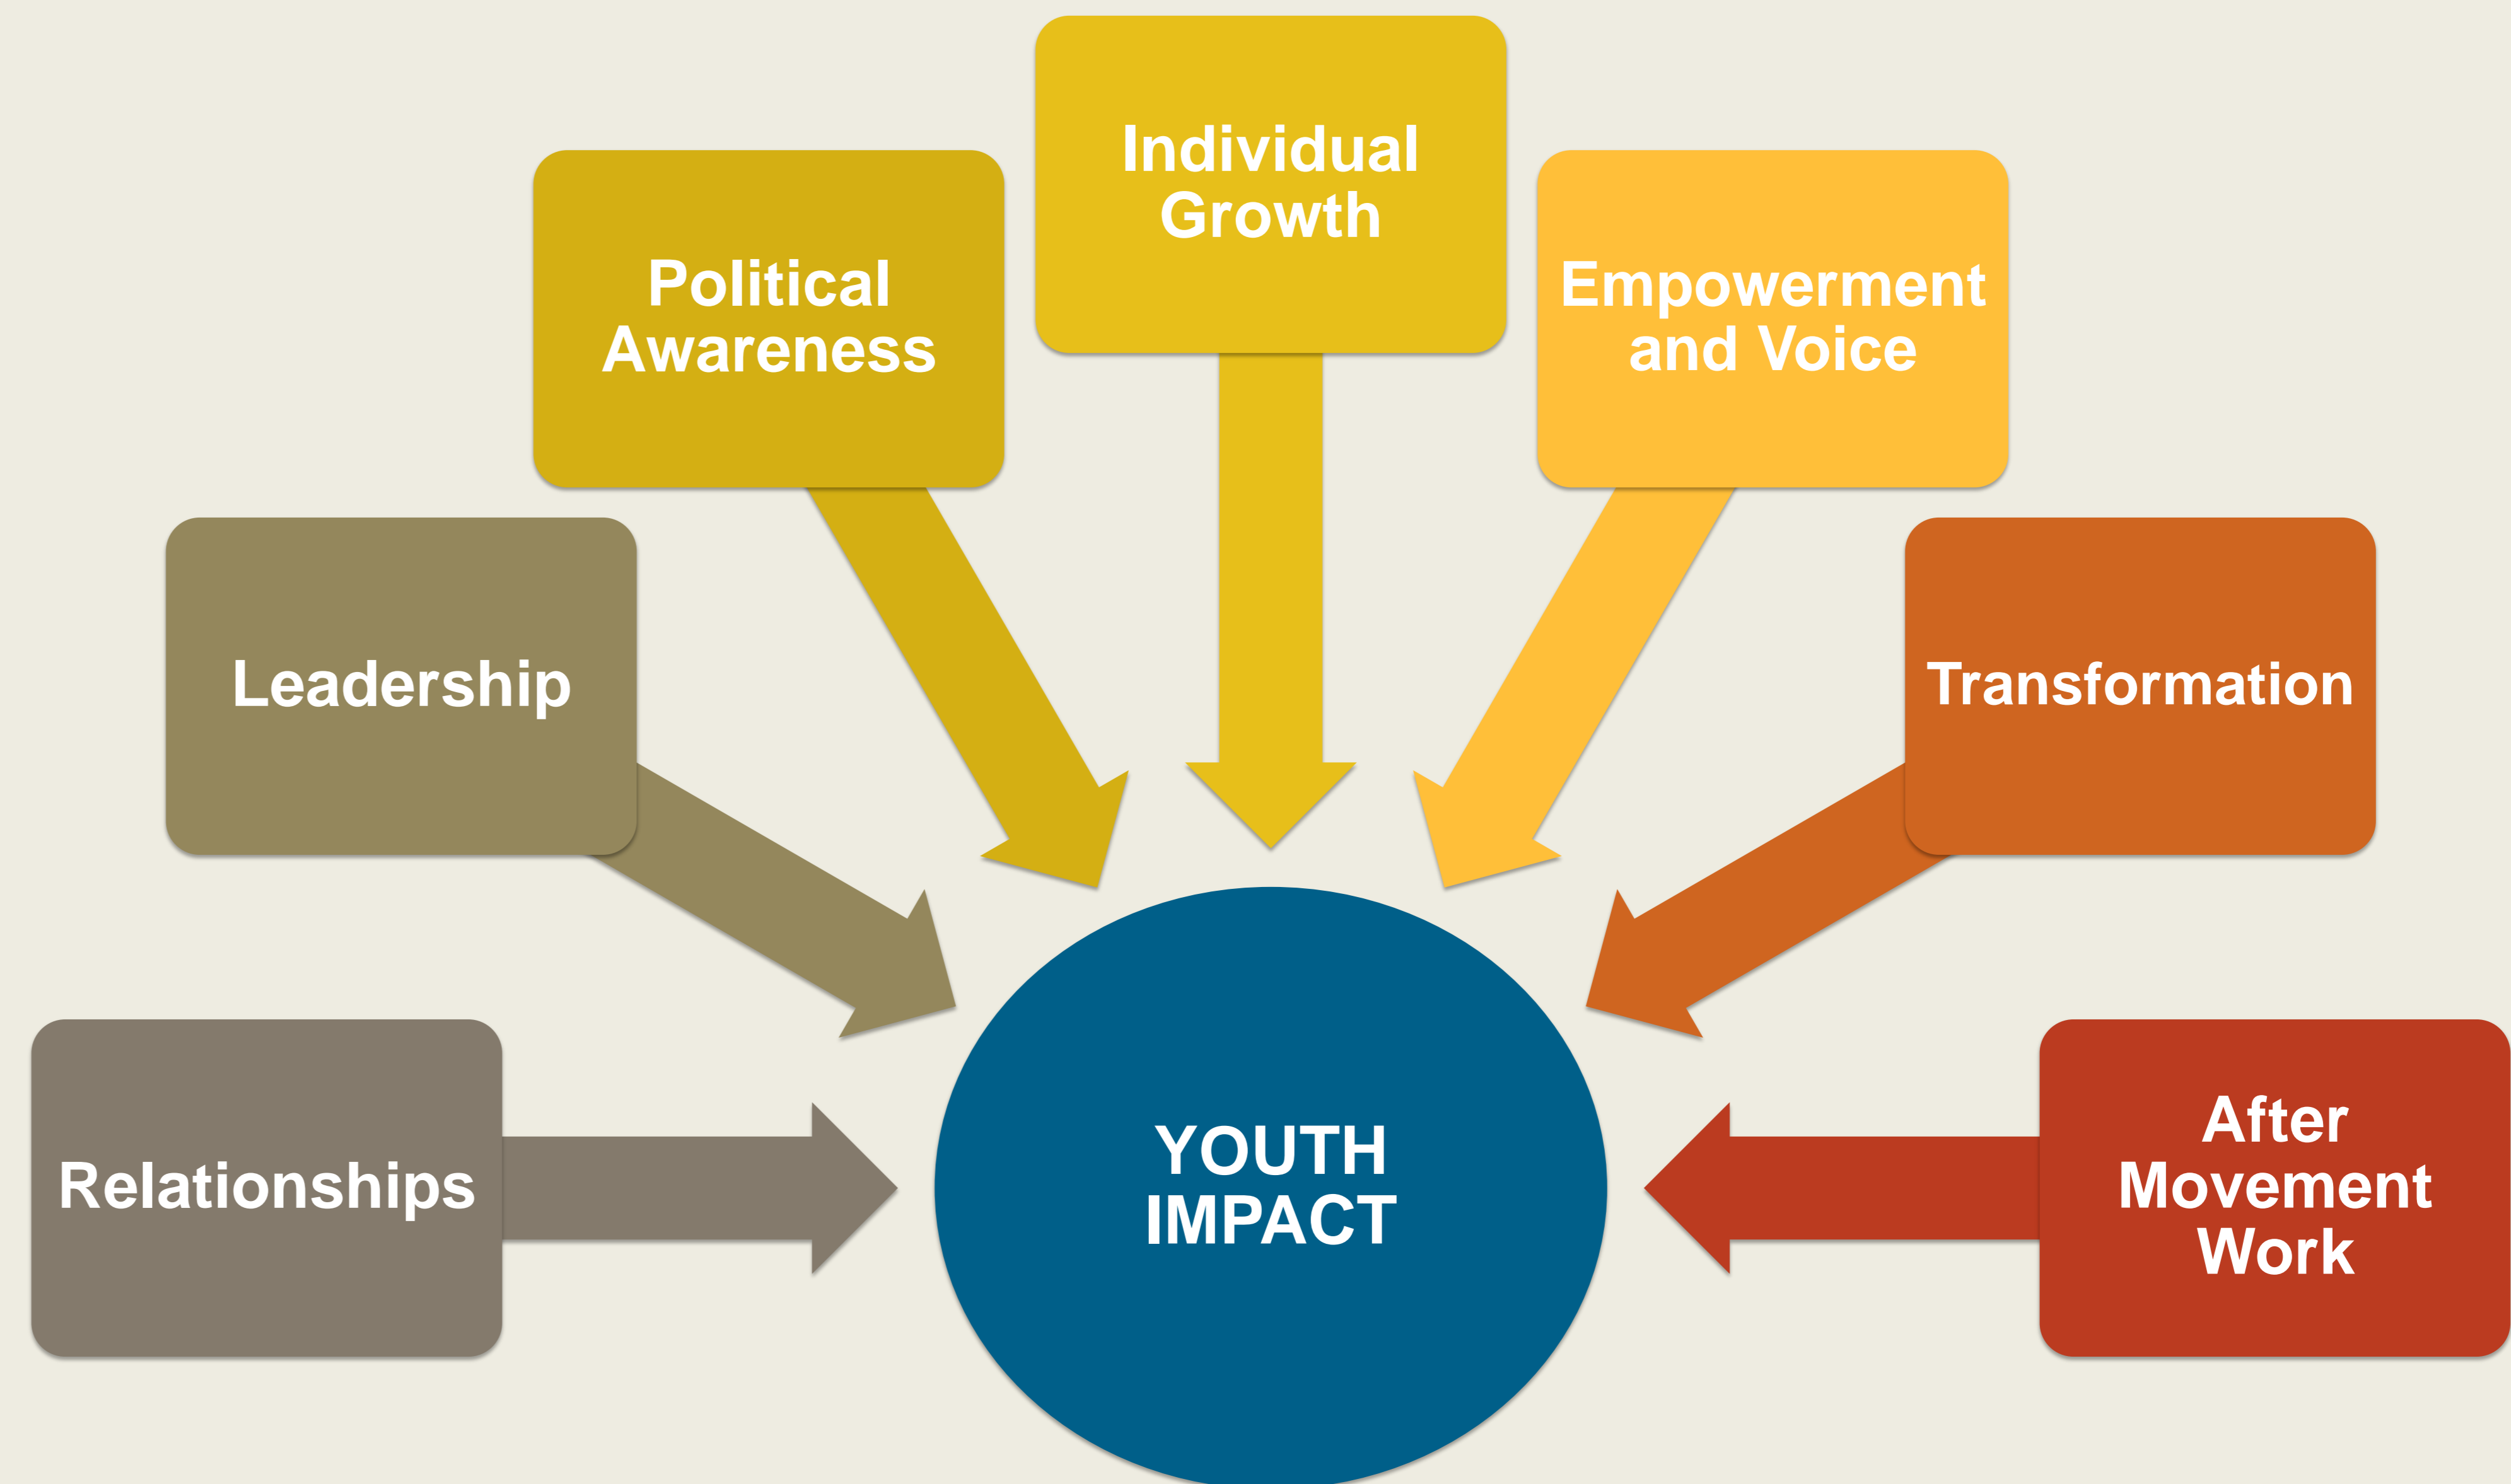 Individual
Growth
Political
Awareness
Empowerment
and Voice
Leadership
Transformation
Relationships
YOUTH
IMPACT
After
Movement
Work